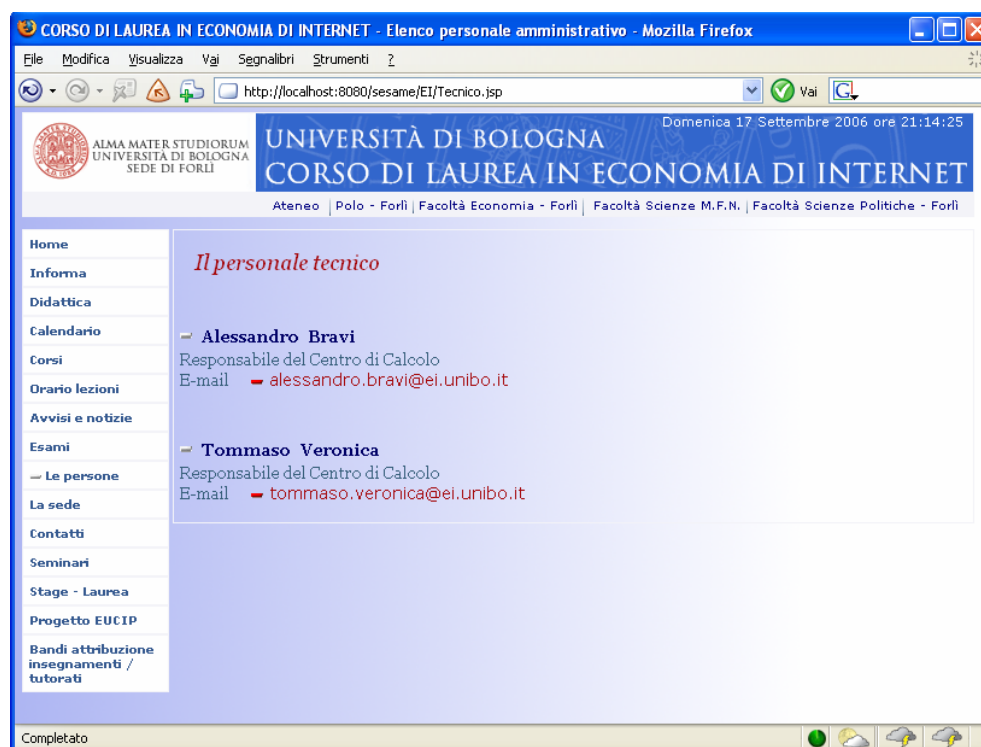 CORSO DI LAUREA IN ECONOMIA DI INTERNET - Elenco personale amministrativo - Mozilla Firefox
File Modifica Visualizza Vai Segnalibri Strumenti ?
http://localhost:8080/sesame/EI/Tecnico.jsp Vai G
Domenica 17 Settembre 2006 ore 21:14:25
ALMA MATER STUDIORUM
UNIVERSITÀ DI BOLOGNA
SEDE DI FORLÌ
UNIVERSITÀ DI BOLOGNA
CORSO DI LAUREA IN ECONOMIA DI INTERNET
Ateneo | Polo - Forlì | Facoltà Economia - Forlì | Facoltà Scienze M.F.N. | Facoltà Scienze Politiche - Forlì
Home
Informa
Didattica
Calendario
Corsi
Orario lezioni
Avvisi e notizie
Esami
Le persone
La sede
Contatti
Seminari
Stage - Laurea
Progetto EUCIP
Bandi attribuzione
insegnamenti /
tutorati
Il personale tecnico
Alessandro Bravi
Responsabile del Centro di Calcolo
E-mail alessandro.bravi@ei.unibo.it
Tommaso Veronica
Responsabile del Centro di Calcolo
E-mail tommaso.veronica@ei.unibo.it
Completato